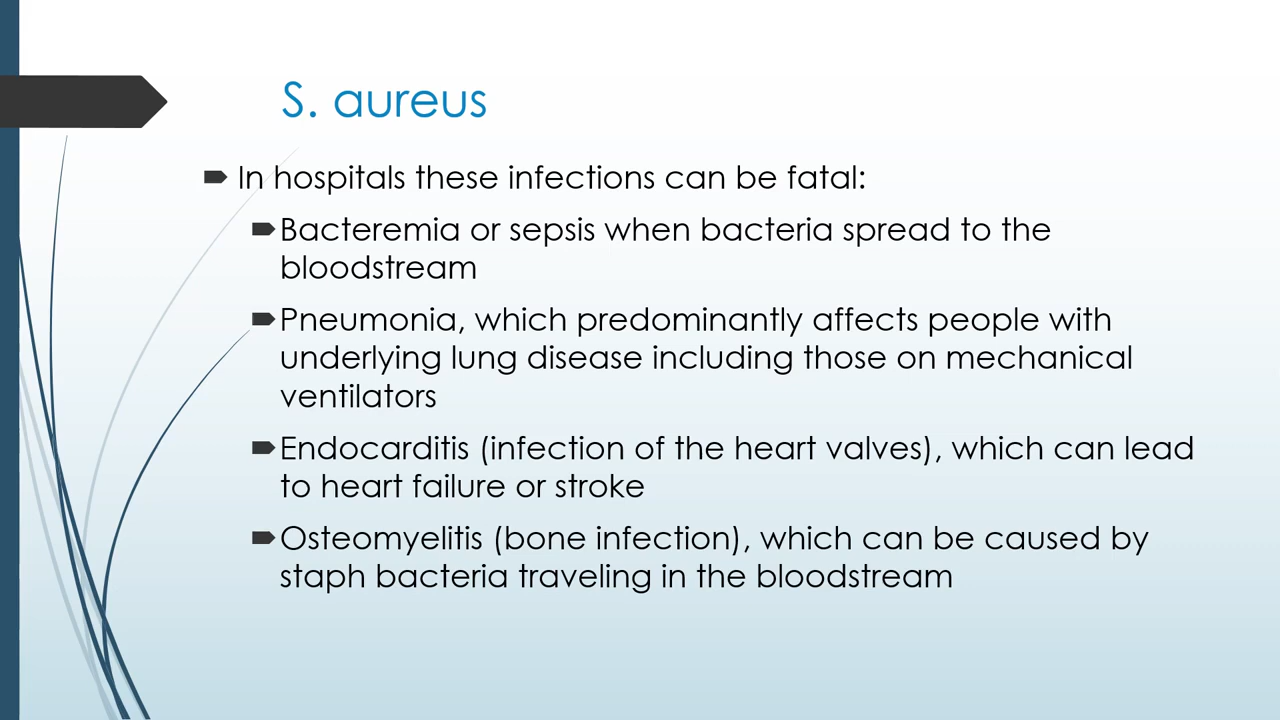 S. aureus
In hospitals these infections can be fatal:
Bacteremia or sepsis when bacteria spread to the
bloodstream
Pneumonia, which predominantly affects people with
underlying lung disease including those on mechanical
ventilators
Endocarditis (infection of the heart valves), which can lead
to heart failure or stroke
Osteomyelitis (bone infection), which can be caused by
staph bacteria traveling in the bloodstream